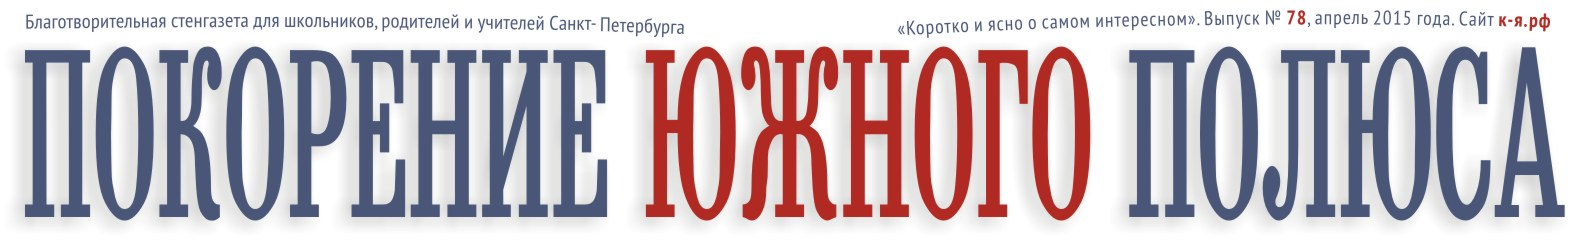 Благотворительная стенгазета для школьников, родителей и учителей Санкт- Петербурга
«Коротко и ясно о самом интересном». Выпуск № 78, апрель 2015 года. Сайт к-я.рф
ПОКОРЕНИЕ ЮЖНОГО ПОЛЮСА